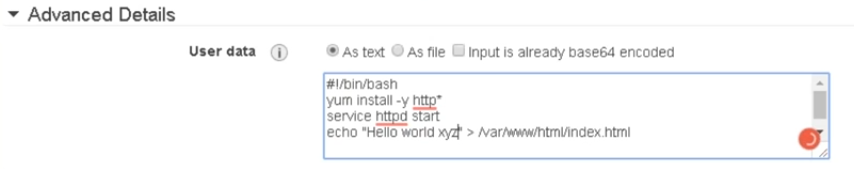 Advanced Details
User data i As text As file Input is already base64 encoded
#!/bin/bash
yum install -y http*
service httpd start
echo "Hello world xyz" > /var/www/html/index.html